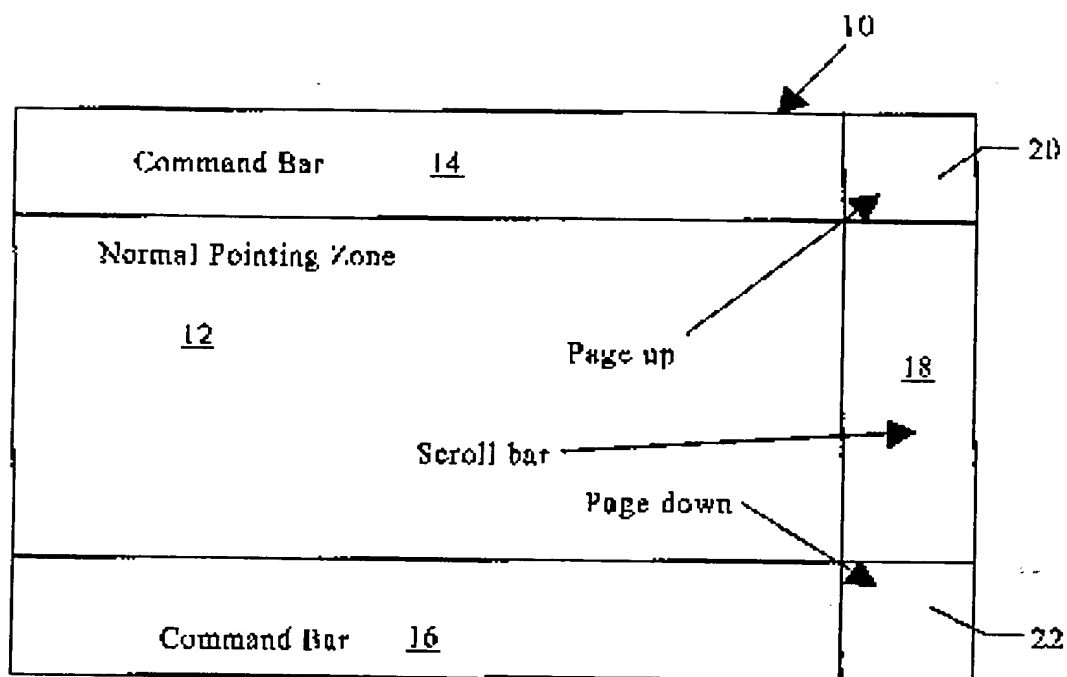 10
Command Bar 14
20
Normal Pointing Zone
12
Page up
18
Scroll bar
Page down
Command Bar 16
22